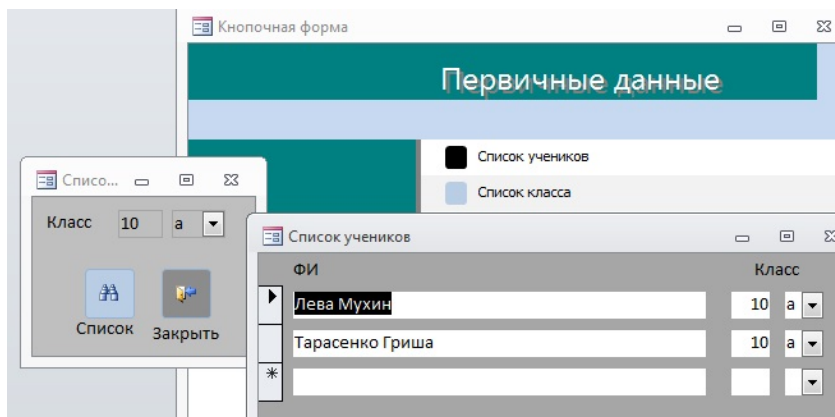 Кнопочная форма
Первичные данные
Список учеников
Список класса
Списо...
Класс 10 а
Список Закрыть
Список учеников
ФИ Класс
Лева Мухин 10 а
Тарасенко Гриша 10 а